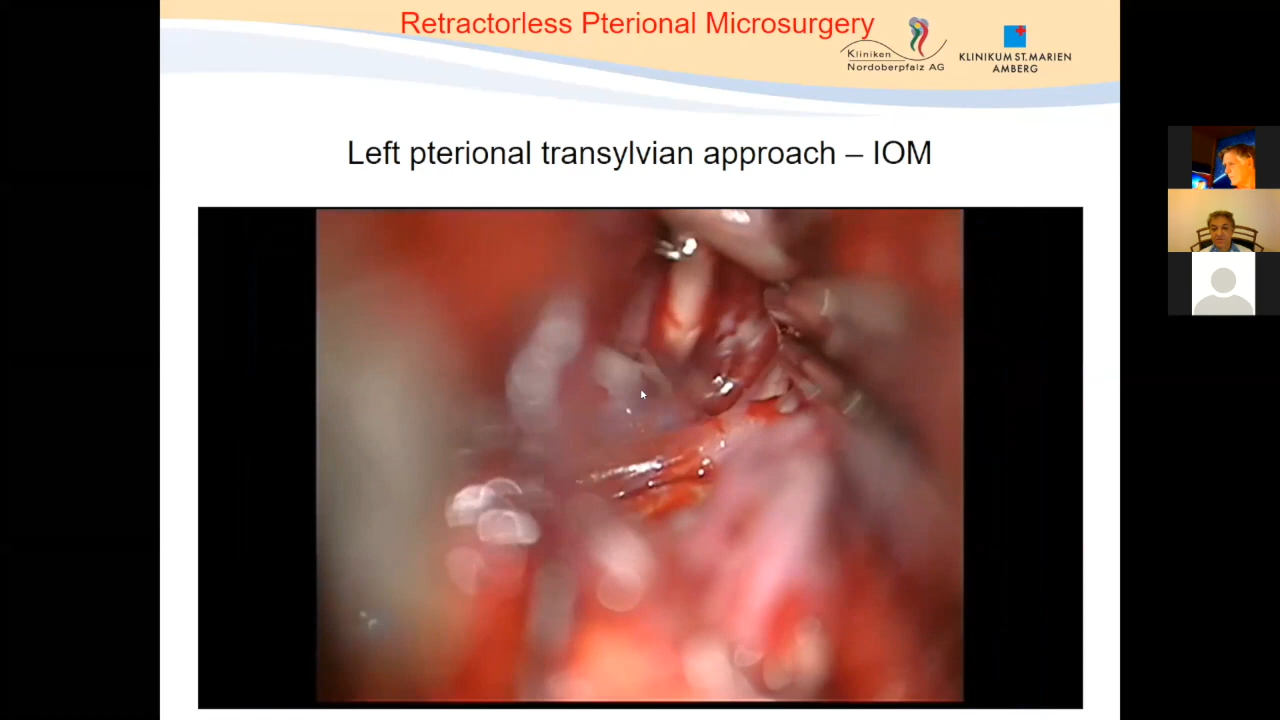 Retractorless Pterional Microsurgery
Kliniken
Nordoberpfalz AG
KLINIKUM ST. MARIEN
AMBERG
Left pterional transylvian approach – IOM